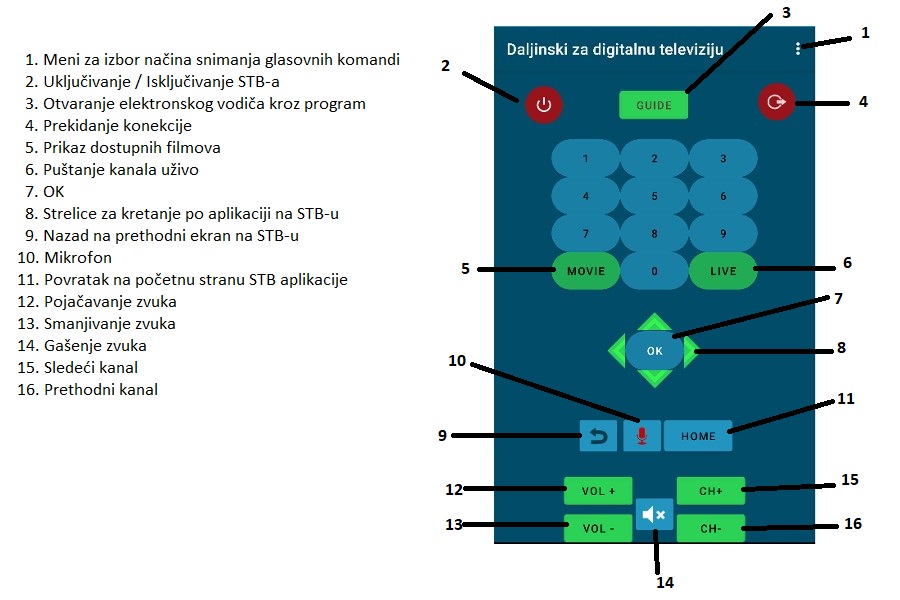 1. Meni za izbor načina snimanja glasovnih komandi
2. Uključivanje / Isključivanje STB-a
3. Otvaranje elektronskog vodiča kroz program
4. Prekidanje konekcije
5. Prikaz dostupnih filmova
6. Puštanje kanala uživo
7. OK
8. Strelice za kretanje po aplikaciji na STB-u
9. Nazad na prethodni ekran na STB-u
10. Mikrofon
11. Povratak na početnu stranu STB aplikacije
12. Pojačavanje zvuka
13. Smanjivanje zvuka
14. Gašenje zvuka
15. Sledeći kanal
16. Prethodni kanal
3
1
Daljinski za digitalnu televiziju
2
GUIDE
4
1 2 3
4 5 6
7 8 9
5 MOVIE 0 LIVE 6
7
OK 8
10
11
9 HOME
12 VOL + CH+ 15
13 VOL - CH- 16
14